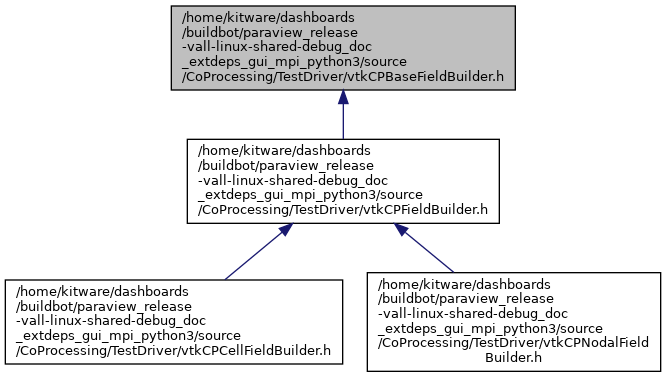 /home/kitware/dashboards
/buildbot/paraview_release
-vall-linux-shared-debug_doc
_extdeps_gui_mpi_python3/source
/CoProcessing/TestDriver/vtkCPBaseFieldBuilder.h
/home/kitware/dashboards
/buildbot/paraview_release
-vall-linux-shared-debug_doc
_extdeps_gui_mpi_python3/source
/CoProcessing/TestDriver/vtkCPFieldBuilder.h
/home/kitware/dashboards
/buildbot/paraview_release
-vall-linux-shared-debug_doc
_extdeps_gui_mpi_python3/source
/CoProcessing/TestDriver/vtkCPCellFieldBuilder.h
/home/kitware/dashboards
/buildbot/paraview_release
-vall-linux-shared-debug_doc
_extdeps_gui_mpi_python3/source
/CoProcessing/TestDriver/vtkCPNodalField
Builder.h